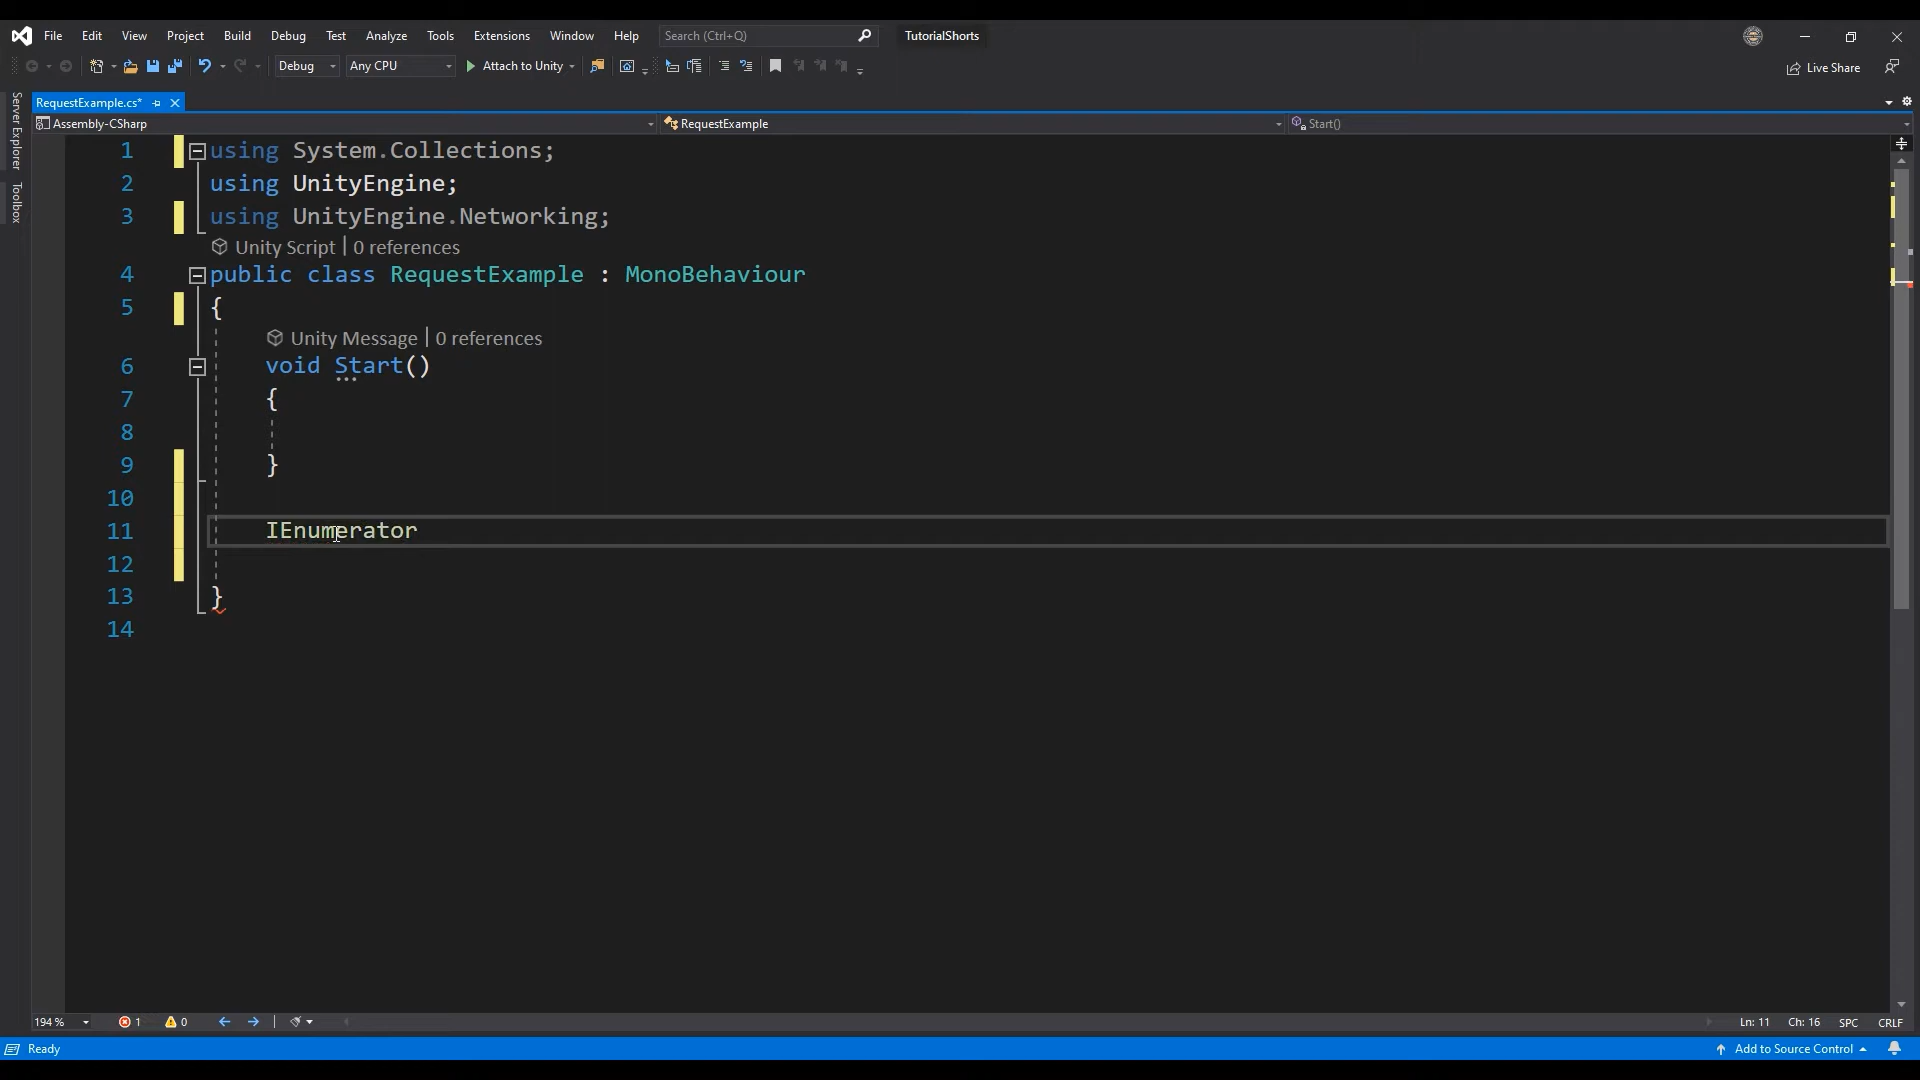 File Edit View Project Build Debug Test Analyze Tools Extensions Window Help Search (Ctrl+Q) TutorialShorts
Debug Any CPU Attach to Unity Live Share
Server Explorer
Toolbox
RequestExample.cs*
Assembly-CSharp RequestExample Start()
1 using System.Collections;
2 using UnityEngine;
3 using UnityEngine.Networking;
Unity Script | 0 references
4 public class RequestExample : MonoBehaviour
5 {
Unity Message | 0 references
6 void Start()
7 {
8
9 }
10
11 IEnumerator
12
13 }
14
194 % 1 0 Ln: 11 Ch: 16 SPC CRLF
Ready Add to Source Control